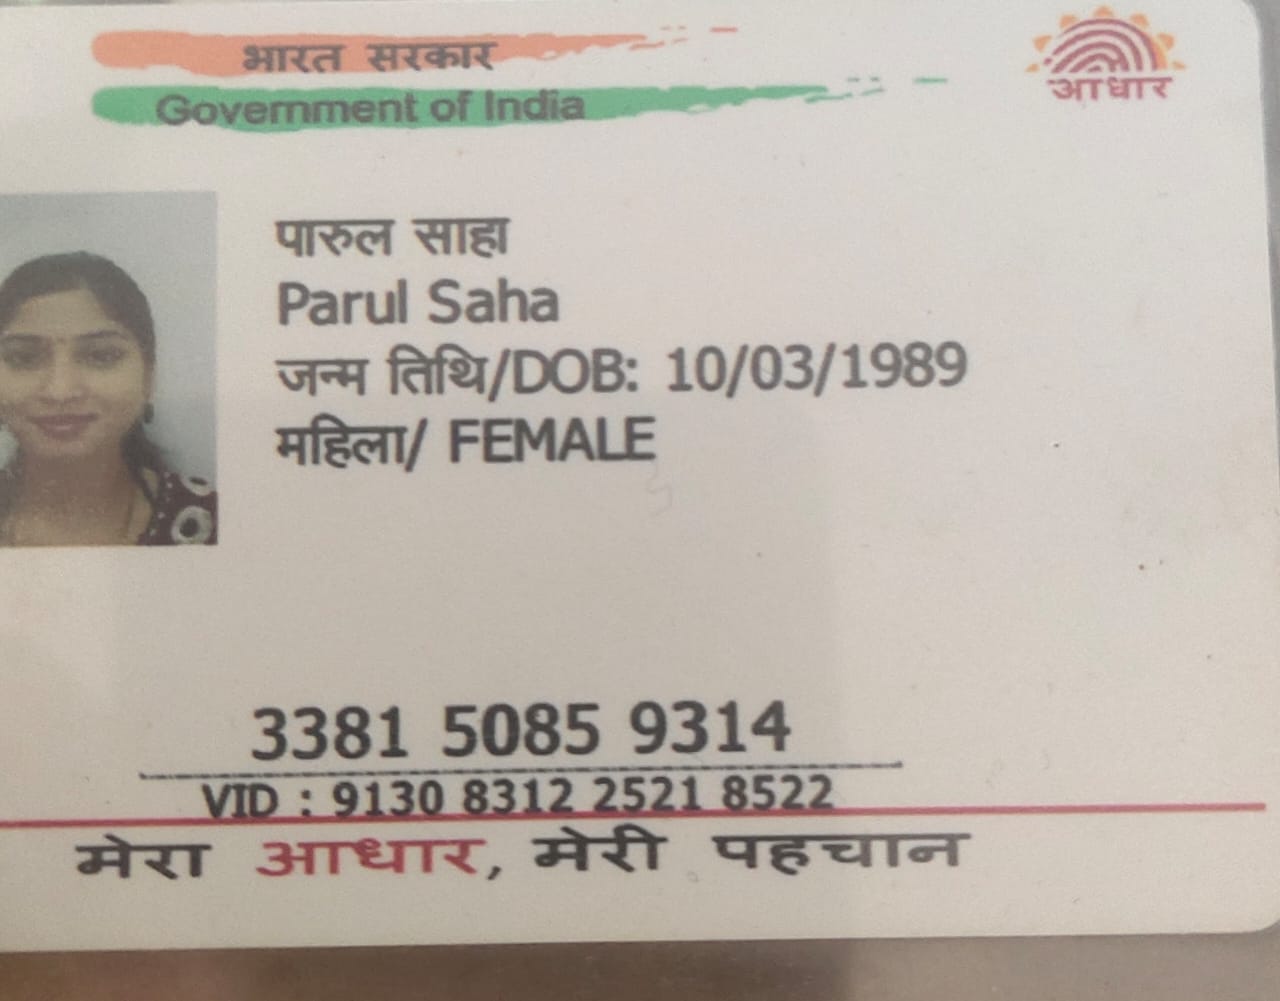 भारत सरकार
Government of India
आधार
पारुल साहा
Parul Saha
जन्म तिथि/DOB: 10/03/1989
महिला/ FEMALE
3381 5085 9314
VID : 9130 8312 2521 8522
मेरा आधार, मेरी पहचान